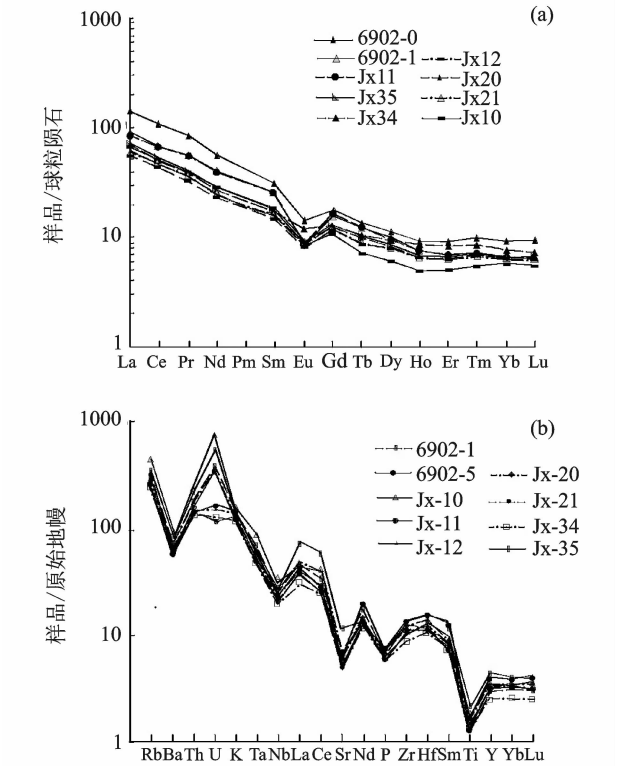 (a)
1000
100
10
1
样品/球粒陨石
6902-0
6902-1
Jx11
Jx35
Jx34
Jx12
Jx20
Jx21
Jx10
La Ce Pr Nd Pm Sm Eu Gd Tb Dy Ho Er Tm Yb Lu
(b)
1000
100
10
1
样品/原始地幔
6902-1
6902-5
Jx-10
Jx-11
Jx-12
Jx-20
Jx-21
Jx-34
Jx-35
Rb Ba Th U K Ta Nb La Ce Sr Nd P Zr Hf Sm Ti Y Yb Lu